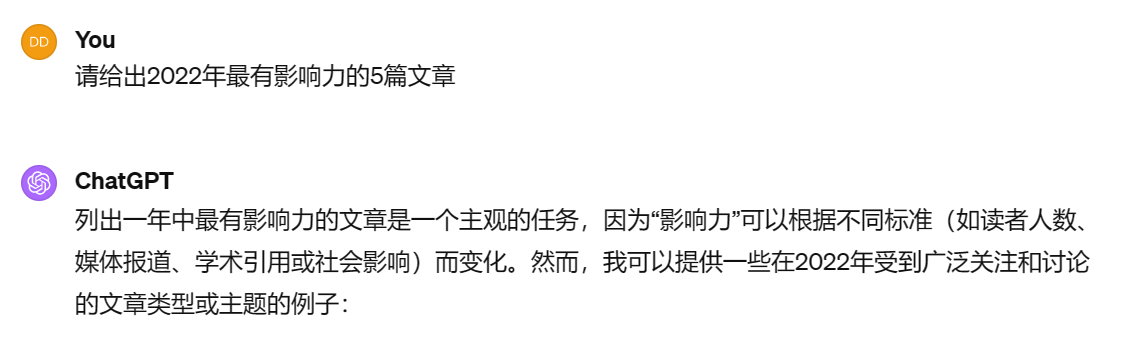 DD
You
请给出2022年最有影响力的5篇文章
ChatGPT
列出一年中最有影响力的文章是一个主观的任务，因为“影响力”可以根据不同标准（如读者人数、
媒体报道、学术引用或社会影响）而变化。然而，我可以提供一些在2022年受到广泛关注和讨论
的文章类型或主题的例子：